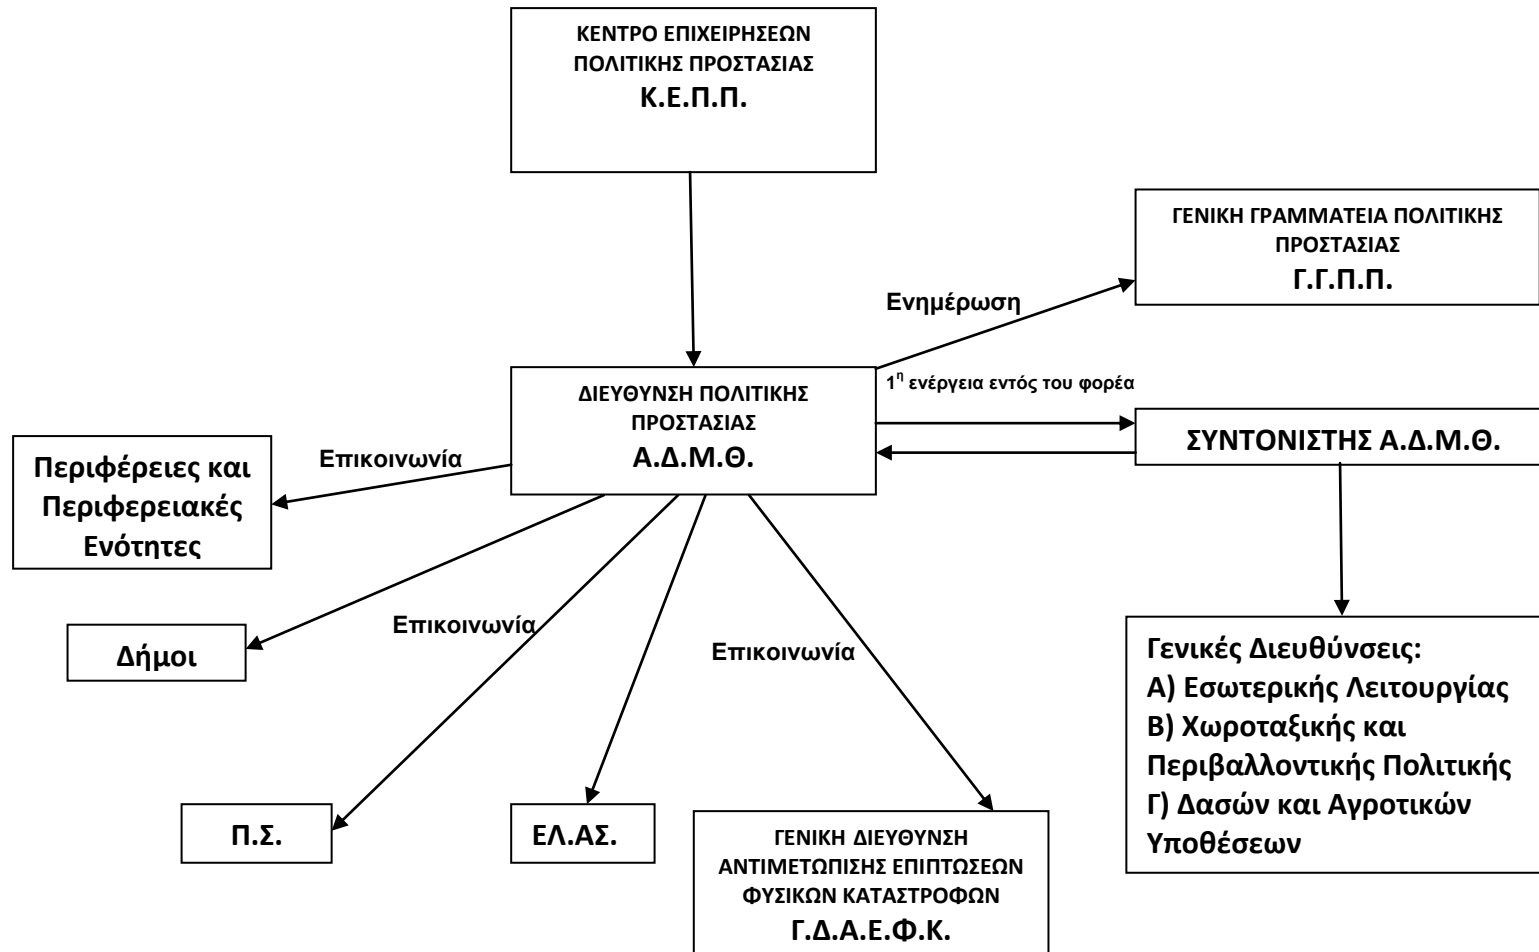 ΚΕΝΤΡΟ ΕΠΙΧΕΙΡΗΣΕΩΝ
ΠΟΛΙΤΙΚΗΣ ΠΡΟΣΤΑΣΙΑΣ
Κ.Ε.Π.Π.
ΓΕΝΙΚΗ ΓΡΑΜΜΑΤΕΙΑ ΠΟΛΙΤΙΚΗΣ
ΠΡΟΣΤΑΣΙΑΣ
Γ.Γ.Π.Π.
Ενημέρωση
1η ενέργεια εντός του φορέα
ΔΙΕΥΘΥΝΣΗ ΠΟΛΙΤΙΚΗΣ
ΠΡΟΣΤΑΣΙΑΣ
Α.Δ.Μ.Θ.
ΣΥΝΤΟΝΙΣΤΗΣ Α.Δ.Μ.Θ.
Επικοινωνία
Περιφέρειες και
Περιφερειακές
Ενότητες
Επικοινωνία
Δήμοι
Επικοινωνία
Γενικές Διευθύνσεις:
Α) Εσωτερικής Λειτουργίας
Β) Χωροταξικής και
Περιβαλλοντικής Πολιτικής
Γ) Δασών και Αγροτικών
Υποθέσεων
Π.Σ.
ΕΛ.ΑΣ.
ΓΕΝΙΚΗ ΔΙΕΥΘΥΝΣΗ
ΑΝΤΙΜΕΤΩΠΙΣΗΣ ΕΠΙΠΤΩΣΕΩΝ
ΦΥΣΙΚΩΝ ΚΑΤΑΣΤΡΟΦΩΝ
Γ.Δ.Α.Ε.Φ.Κ.